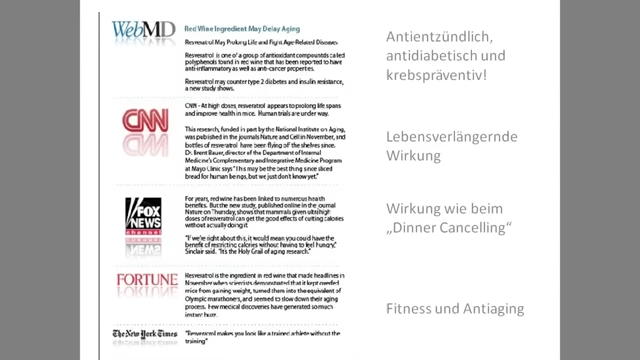 WebMD
Red Wine Ingredient May Delay Aging
Resveratrol May Prolong Life and Fight Age-Related Diseases
Resveratrol is one of a group of antioxidant compounds called
polyphenols found in red wine that has been reported to have
anti-inflammatory as well as anti-cancer properties.
Resveratrol may counter type 2 diabetes and insulin resistance,
a new study shows.
Antientzündlich,
antidiabetisch und
krebspräventiv!
CNN
CNN - At high doses, resveratrol appears to prolong life spans
and improve health in mice. Human trials are under way.
This research, funded in part by the National Institute on Aging,
was published in the journals Nature and Cell in November, and
bottles of resveratrol have been flying off the shelves since.
Dr. Brent Bauer, director of the Department of Internal
Medicine's Complementary and Integrative Medicine Program
at Mayo Clinic says "This may be the best thing since sliced
bread for human beings, but we just don't know yet."
Lebensverlängernde
Wirkung
FOX
NEWS
channel
For years, red wine has been linked to numerous health
benefits. But the new study, published online in the journal
Nature on Thursday, shows that mammals given ultrahigh
doses of resveratrol can get the good effects of cutting calories
without actually doing it.
"If we're right about this, it would mean you could have the
benefit of restricting calories without having to feel hungry,"
Sinclair said. "It's the Holy Grail of aging research."
Wirkung wie beim
„Dinner Cancelling“
FORTUNE
Resveratrol is the ingredient in red wine that made headlines in
November when scientists demonstrated that it kept overfed
mice from gaining weight, turned them into the equivalent of
Olympic marathoners, and seemed to slow down their aging
process. Few medical discoveries have generated so much
instant buzz.
Fitness und Antiaging
The New York Times
"Resveratrol makes you look like a trained athlete without the
training"